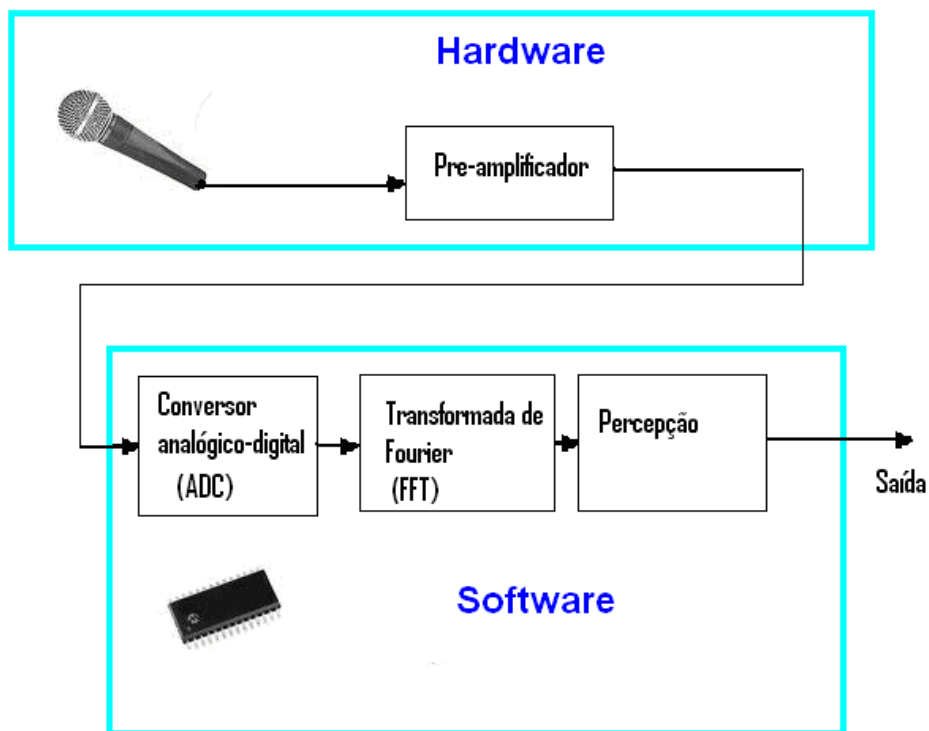 Hardware
Pre-amplificador
Conversor
analógico-digital
(ADC)
Transformada de
Fourier
(FFT)
Percepção
Saída
Software